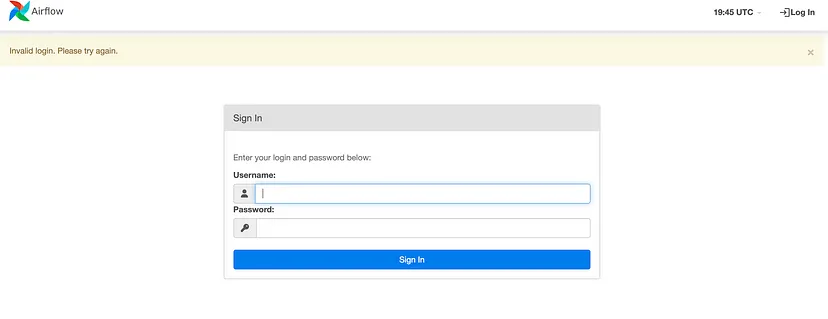 Airflow
19:45 UTC
Log In
Invalid login. Please try again.
×
Sign In
Enter your login and password below:
Username:
Password:
Sign In